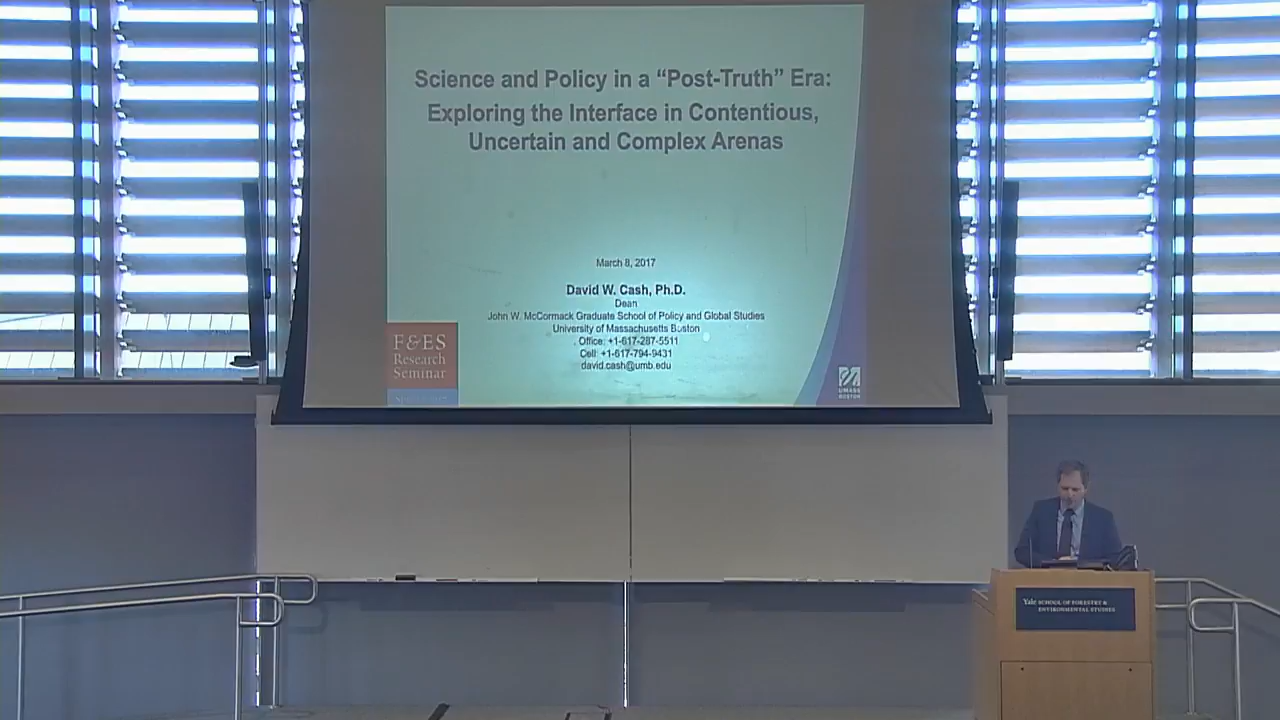 Science and Policy in a “Post-Truth” Era:
Exploring the Interface in Contentious,
Uncertain and Complex Arenas
March 8, 2017
David W. Cash, Ph.D.
Dean
John W. McCormack Graduate School of Policy and Global Studies
University of Massachusetts Boston
Office: +1-617-287-5511
Cell: +1-617-794-9431
david.cash@umb.edu
F&ES
Research
Seminar
UMASS
BOSTON
Yale SCHOOL OF FORESTRY &
ENVIRONMENTAL STUDIES